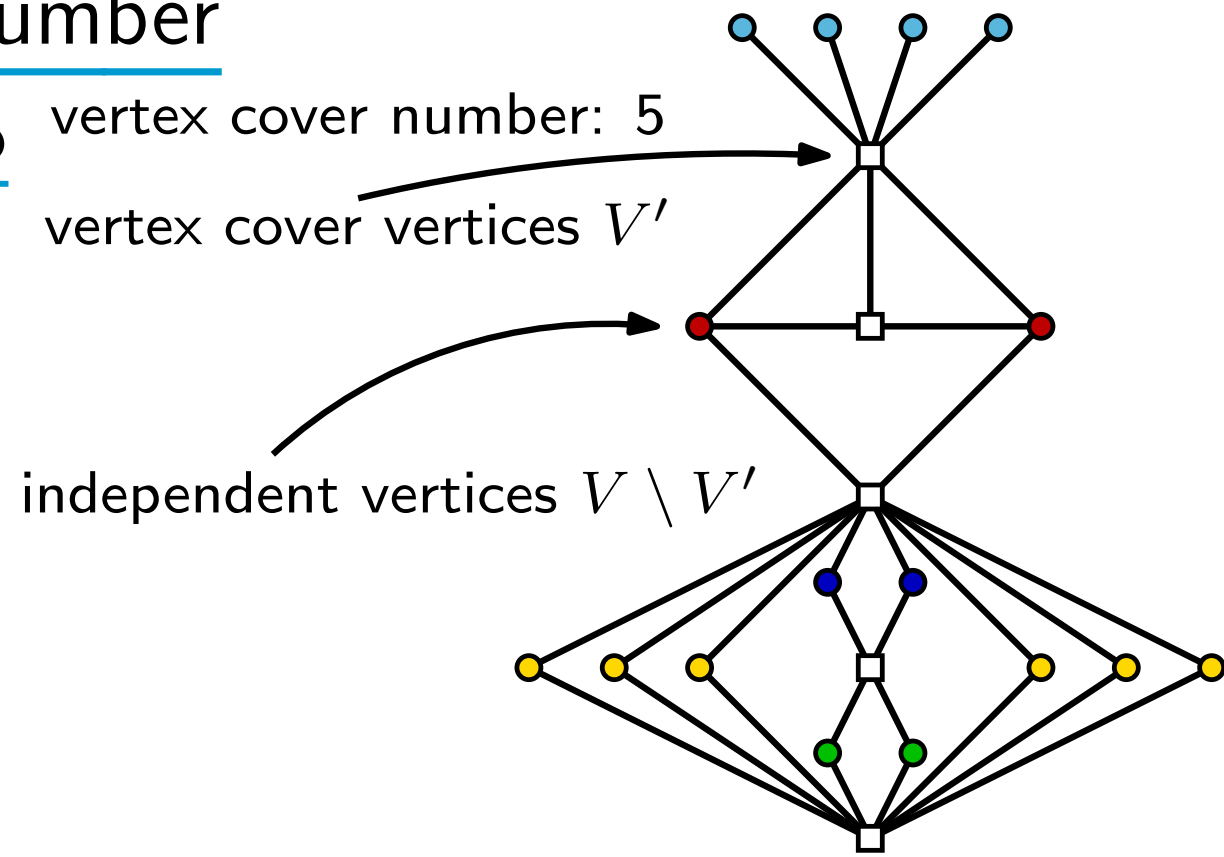 umber
vertex cover number: 5
vertex cover vertices V′
independent vertices V \ V′